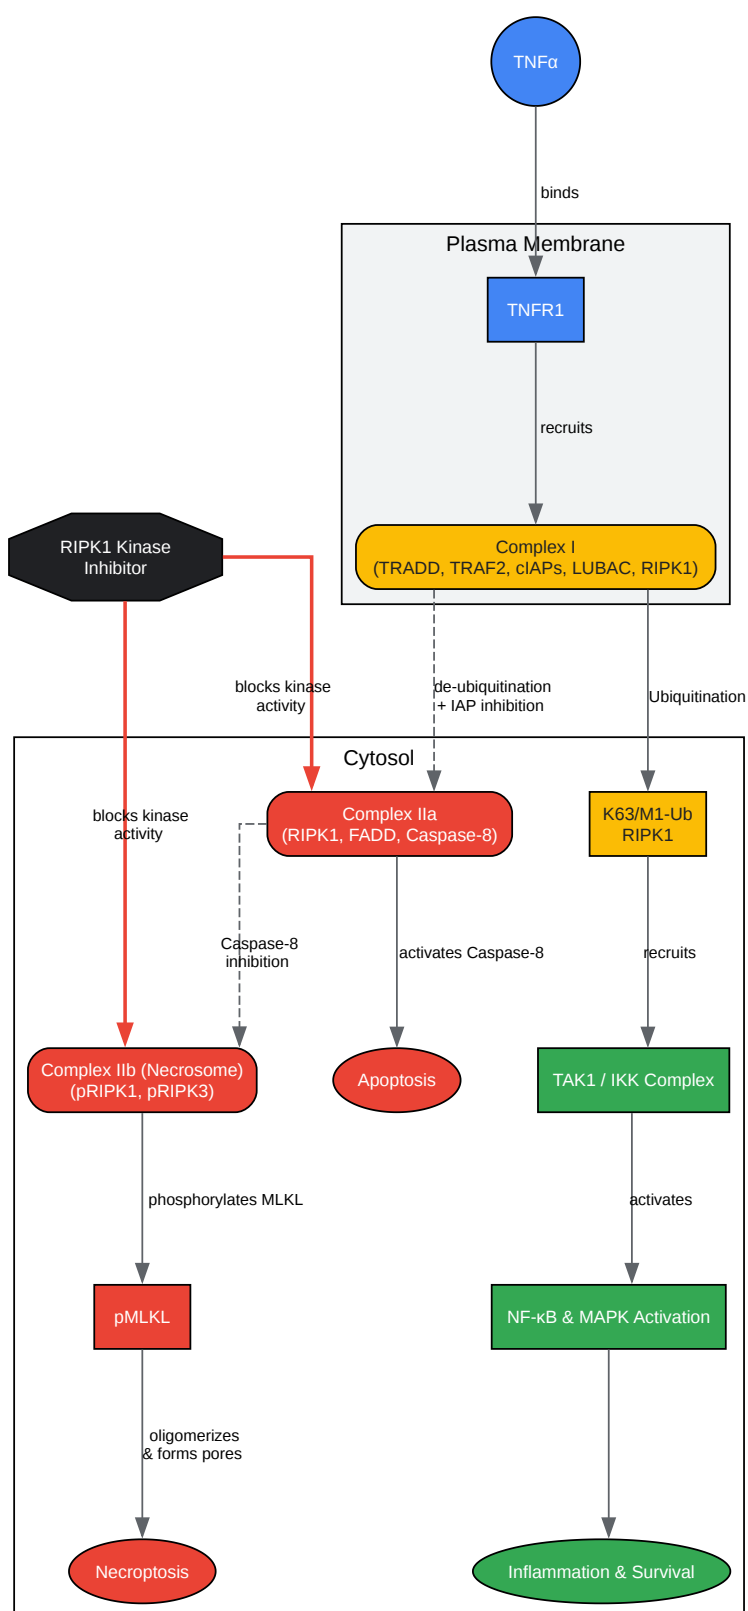 TNFα
binds
Plasma Membrane
TNFR1
recruits
RIPK1 Kinase
Inhibitor
Complex I
(TRADD, TRAF2, cIAPs, LUBAC, RIPK1)
blocks kinase
activity
de-ubiquitination
+ IAP inhibition
Ubiquitination
Cytosol
blocks kinase
activity
Complex IIa
(RIPK1, FADD, Caspase-8)
K63/M1-Ub
RIPK1
Caspase-8
inhibition
activates Caspase-8
recruits
Complex IIb (Necrosome)
(pRIPK1, pRIPK3)
Apoptosis
TAK1 / IKK Complex
phosphorylates MLKL
activates
pMLKL
NF-κB & MAPK Activation
oligomerizes
& forms pores
Necroptosis
Inflammation & Survival